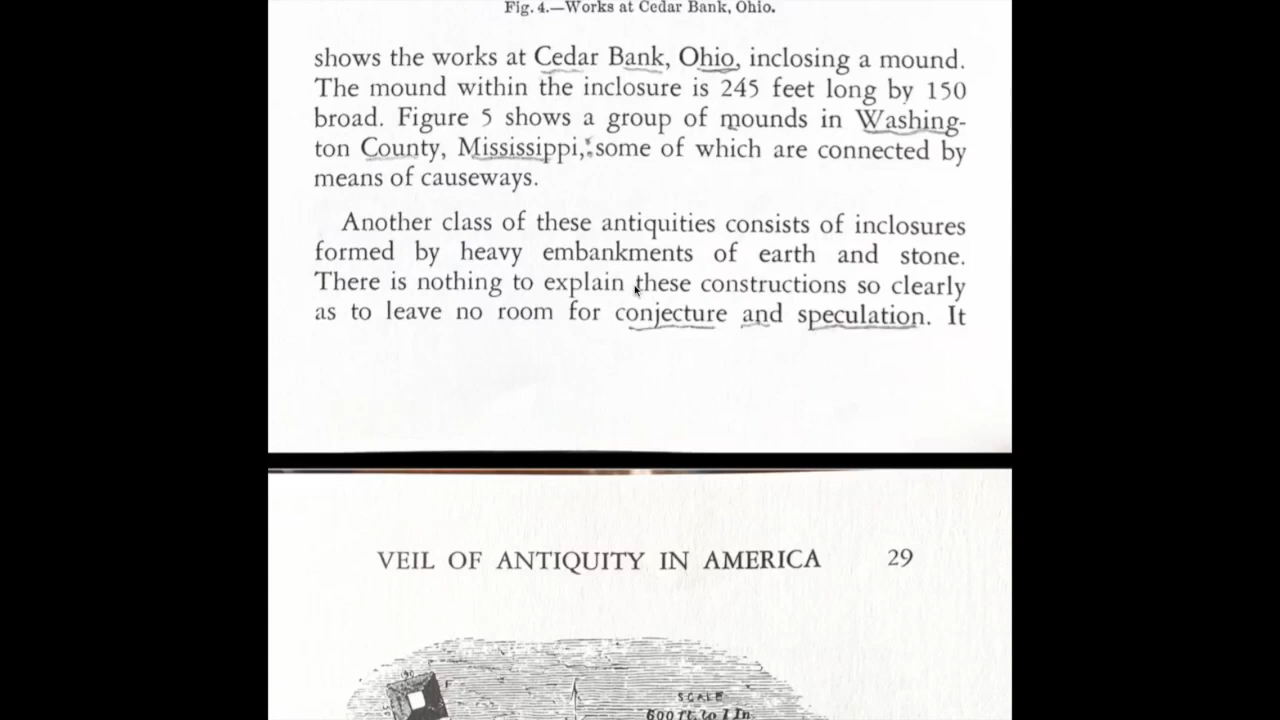 Fig. 4.—Works at Cedar Bank, Ohio.
shows the works at Cedar Bank, Ohio, inclosing a mound.
The mound within the inclosure is 245 feet long by 150
broad. Figure 5 shows a group of mounds in Washing-
ton County, Mississippi, some of which are connected by
means of causeways.
Another class of these antiquities consists of inclosures
formed by heavy embankments of earth and stone.
There is nothing to explain these constructions so clearly
as to leave no room for conjecture and speculation. It
VEIL OF ANTIQUITY IN AMERICA 29
SCALE
600 ft. to 1 In.